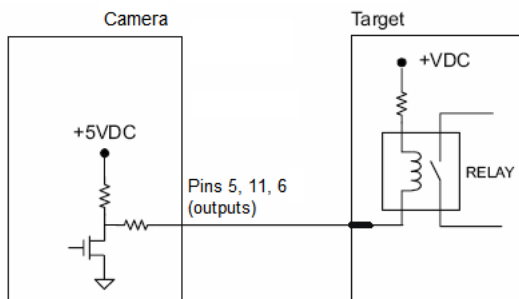 Camera
Target
+VDC
+5VDC
RELAY
Pins 5, 11, 6
(outputs)